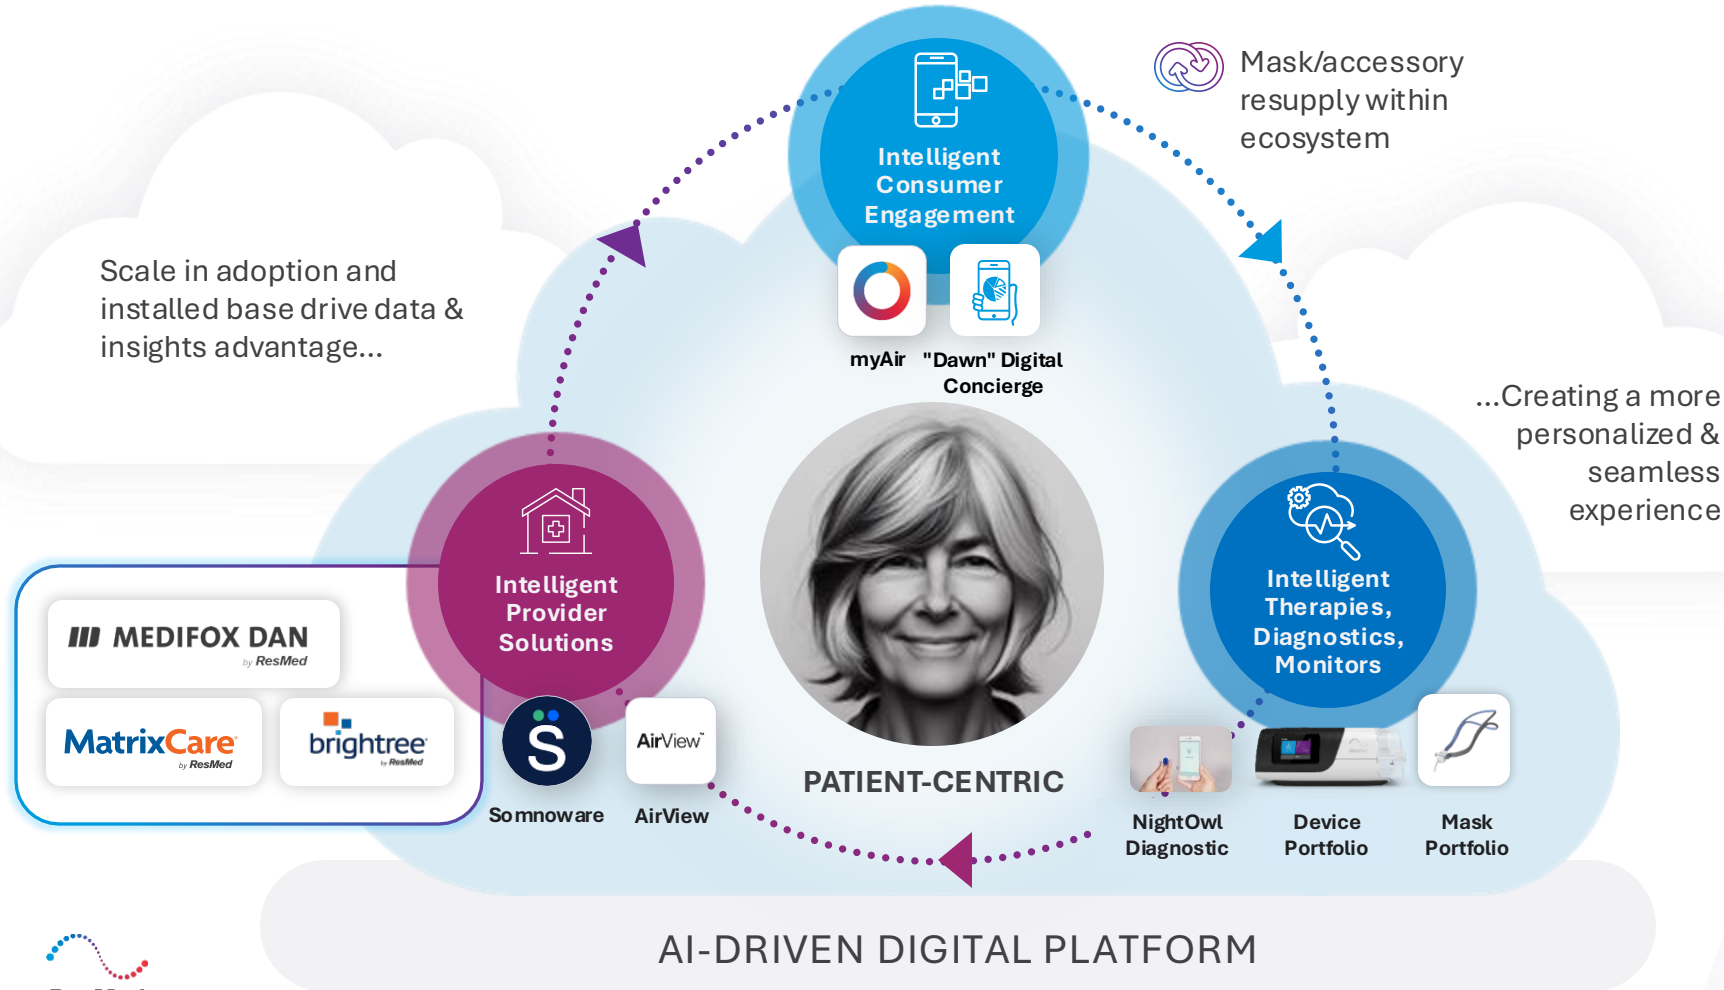 Mask/accessory
resupply within
ecosystem
Intelligent
Consumer
Engagement
Scale in adoption and
installed base drive data &
insights advantage...
myAir
"Dawn" Digital
Concierge
...Creating a more
personalized &
seamless
experience
Intelligent
Provider
Solutions
Intelligent
Therapies,
Diagnostics,
Monitors
MEDIFOX DAN
by ResMed
MatrixCare
by ResMed
brightree
by ResMed
S
Somnoware
AirView™
AirView
PATIENT-CENTRIC
NightOwl
Diagnostic
Device
Portfolio
Mask
Portfolio
AI-DRIVEN DIGITAL PLATFORM